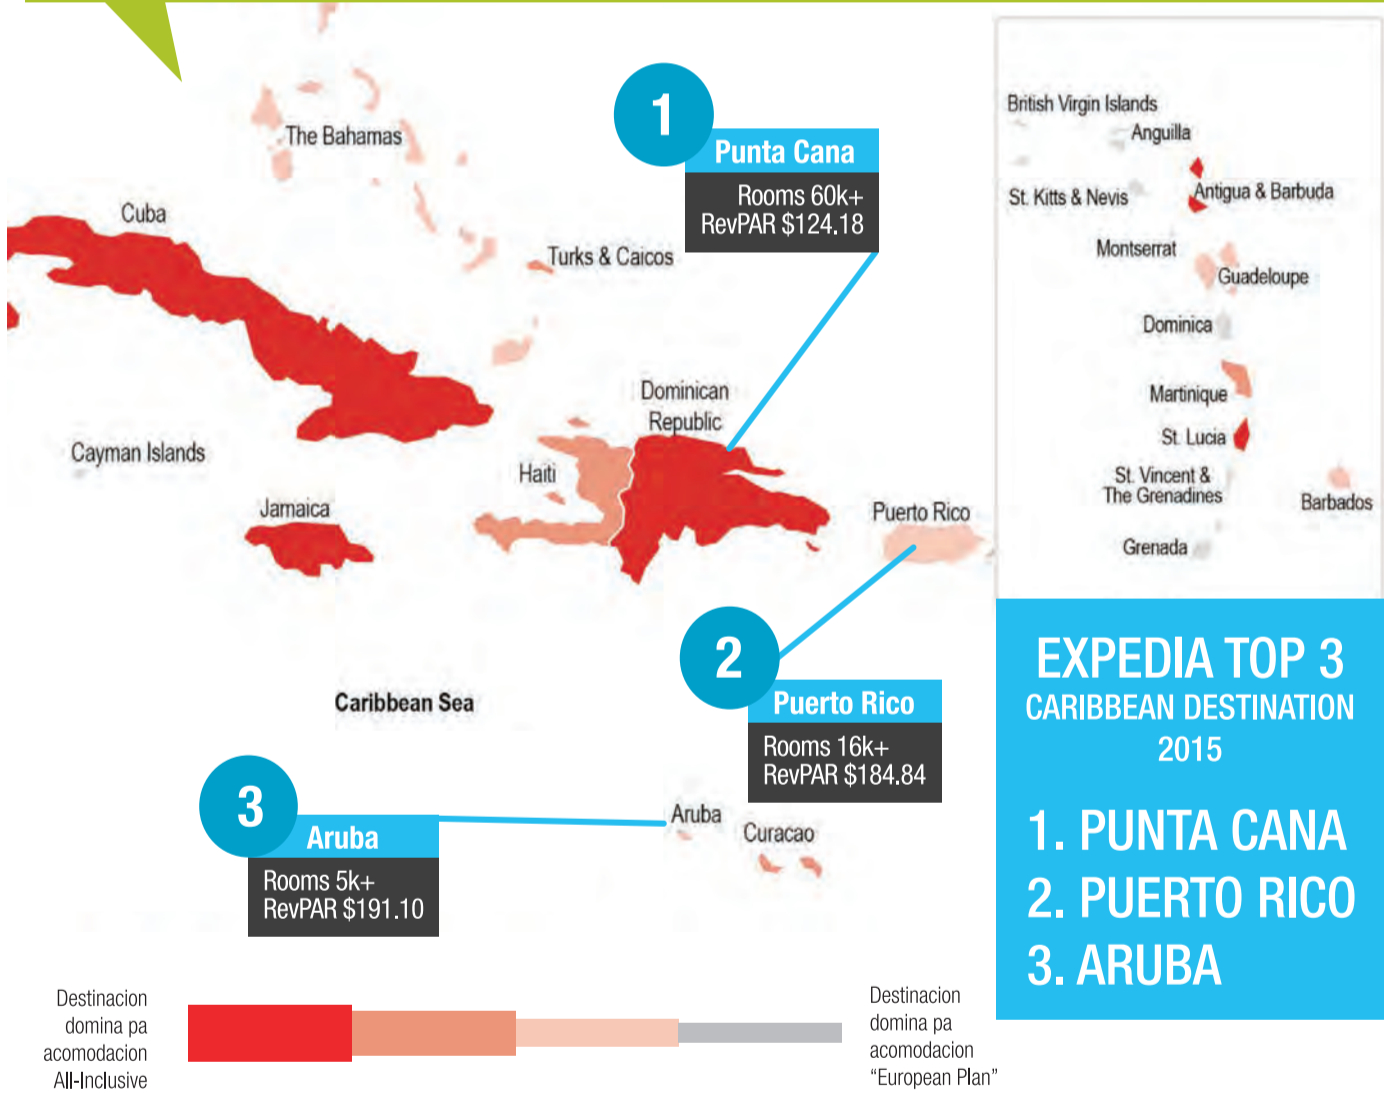 The Bahamas
Cuba
Turks & Caicos
Cayman Islands
Jamaica
Haiti
Dominican
Republic
Puerto Rico
Caribbean Sea
Aruba
Curacao
1
Punta Cana
Rooms 60k+
RevPAR $124.18
2
Puerto Rico
Rooms 16k+
RevPAR $184.84
3
Aruba
Rooms 5k+
RevPAR $191.10
British Virgin Islands
Anguilla
St. Kitts & Nevis
Antigua & Barbuda
Montserrat
Guadeloupe
Dominica
Martinique
St. Lucia
St. Vincent &
The Grenadines
Barbados
Grenada
EXPEDIA TOP 3
CARIBBEAN DESTINATION
2015
1. PUNTA CANA
2. PUERTO RICO
3. ARUBA
Destinacion
domina pa
acomodacion
All-Inclusive
Destinacion
domina pa
acomodacion
“European Plan”